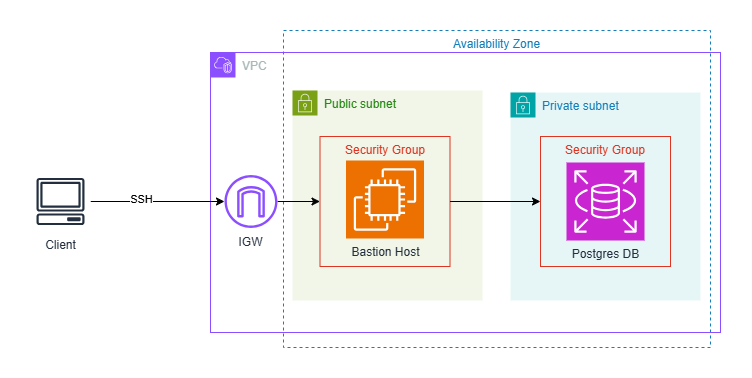 Availability Zone
VPC
Public subnet
Private subnet
Security Group
Security Group
SSH
Client
IGW
Bastion Host
Postgres DB